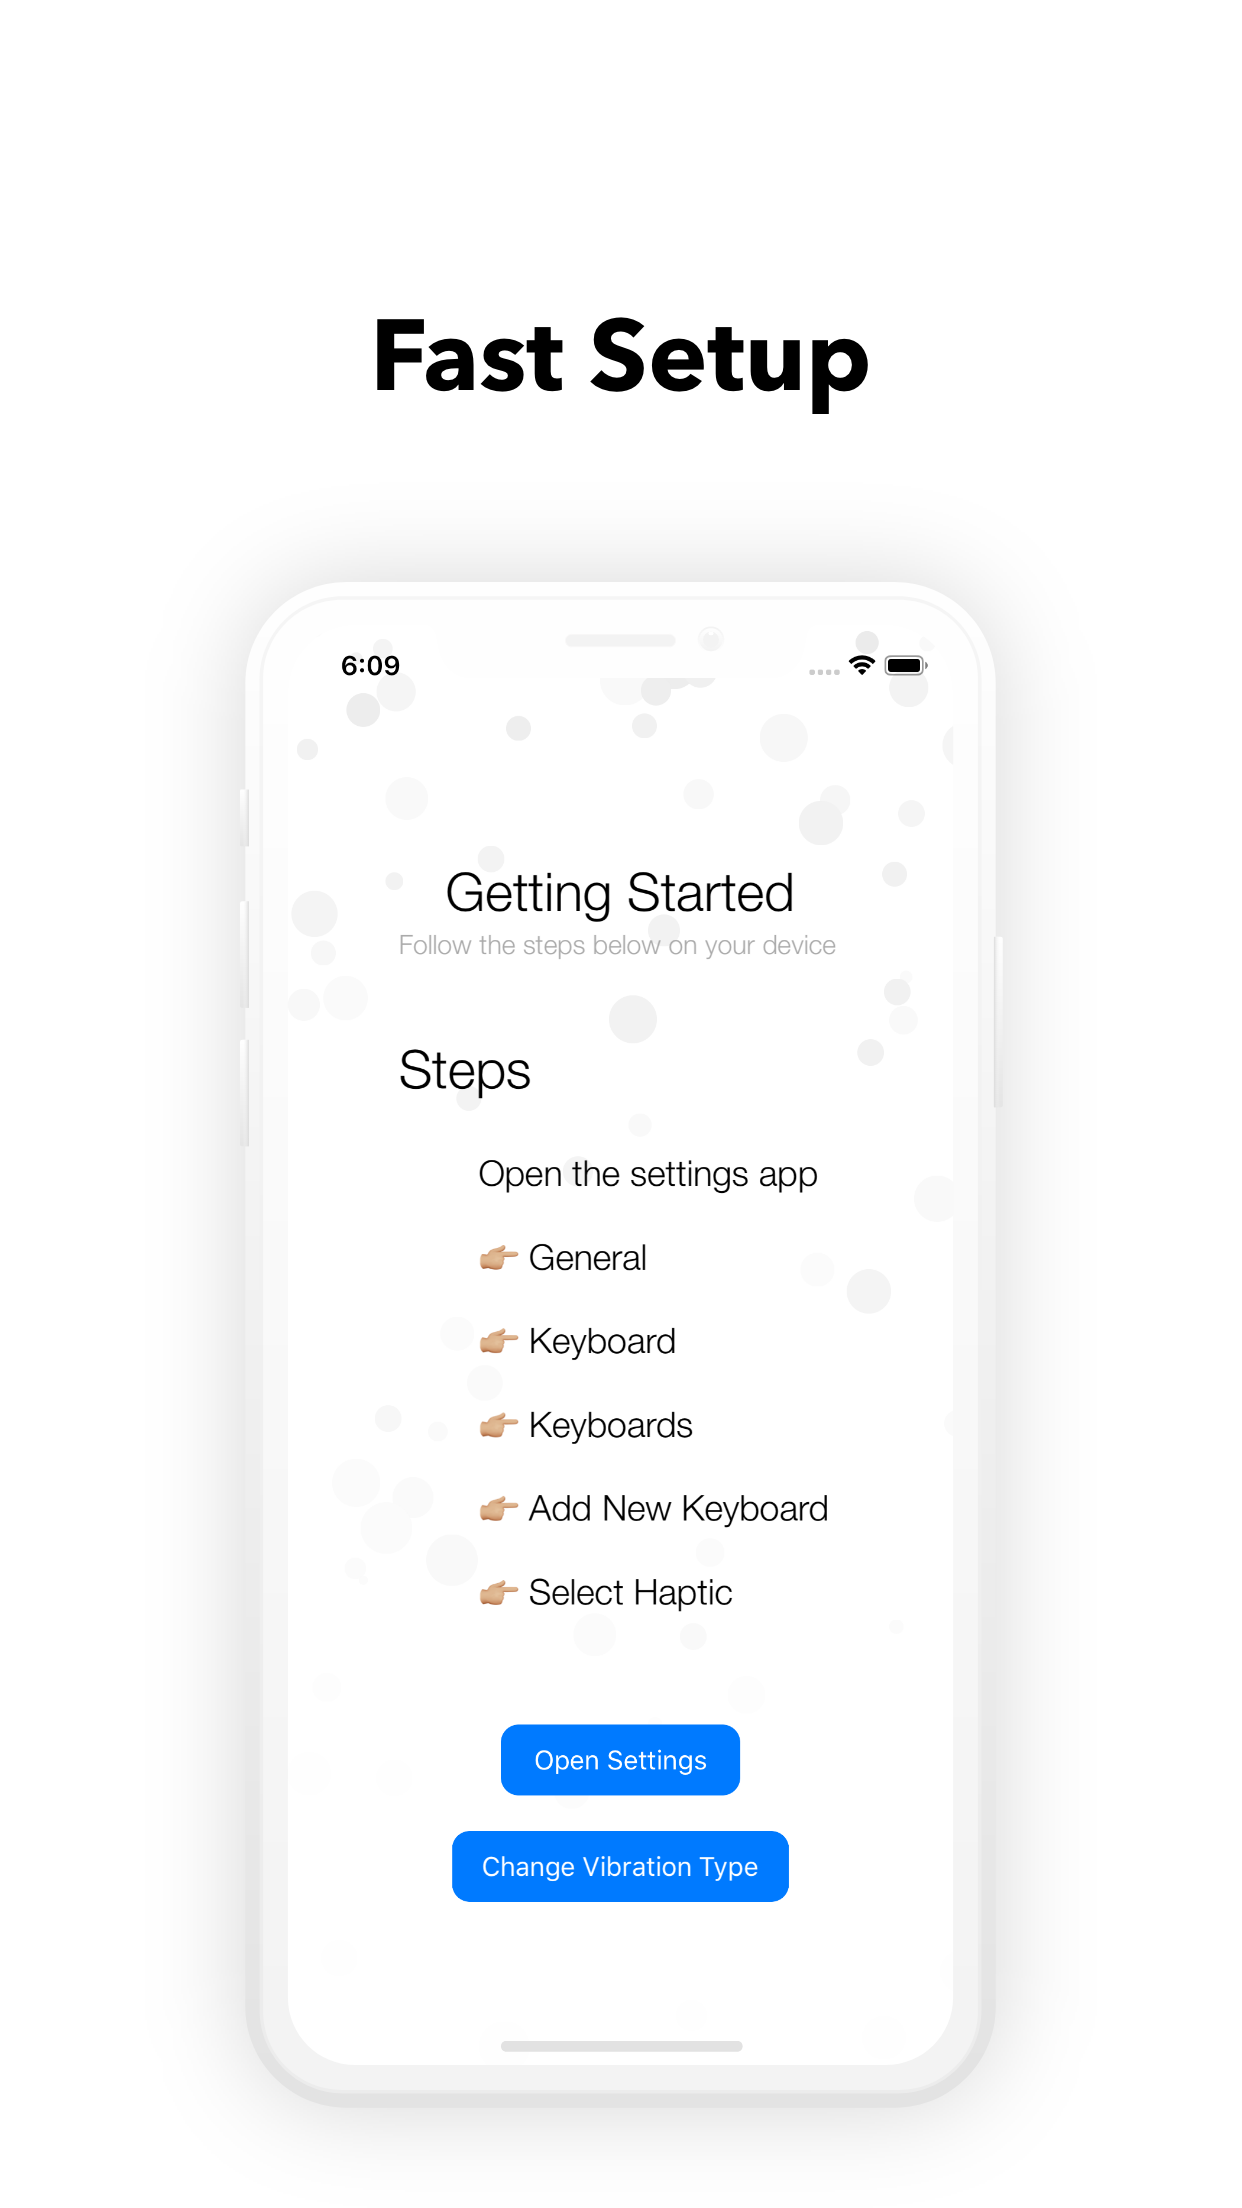 Fast Setup
6:09
Getting Started
Follow the steps below on your device
Steps
Open the settings app
👉🏼 General
👉🏼 Keyboard
👉🏼 Keyboards
👉🏼 Add New Keyboard
👉🏼 Select Haptic
Open Settings
Change Vibration Type